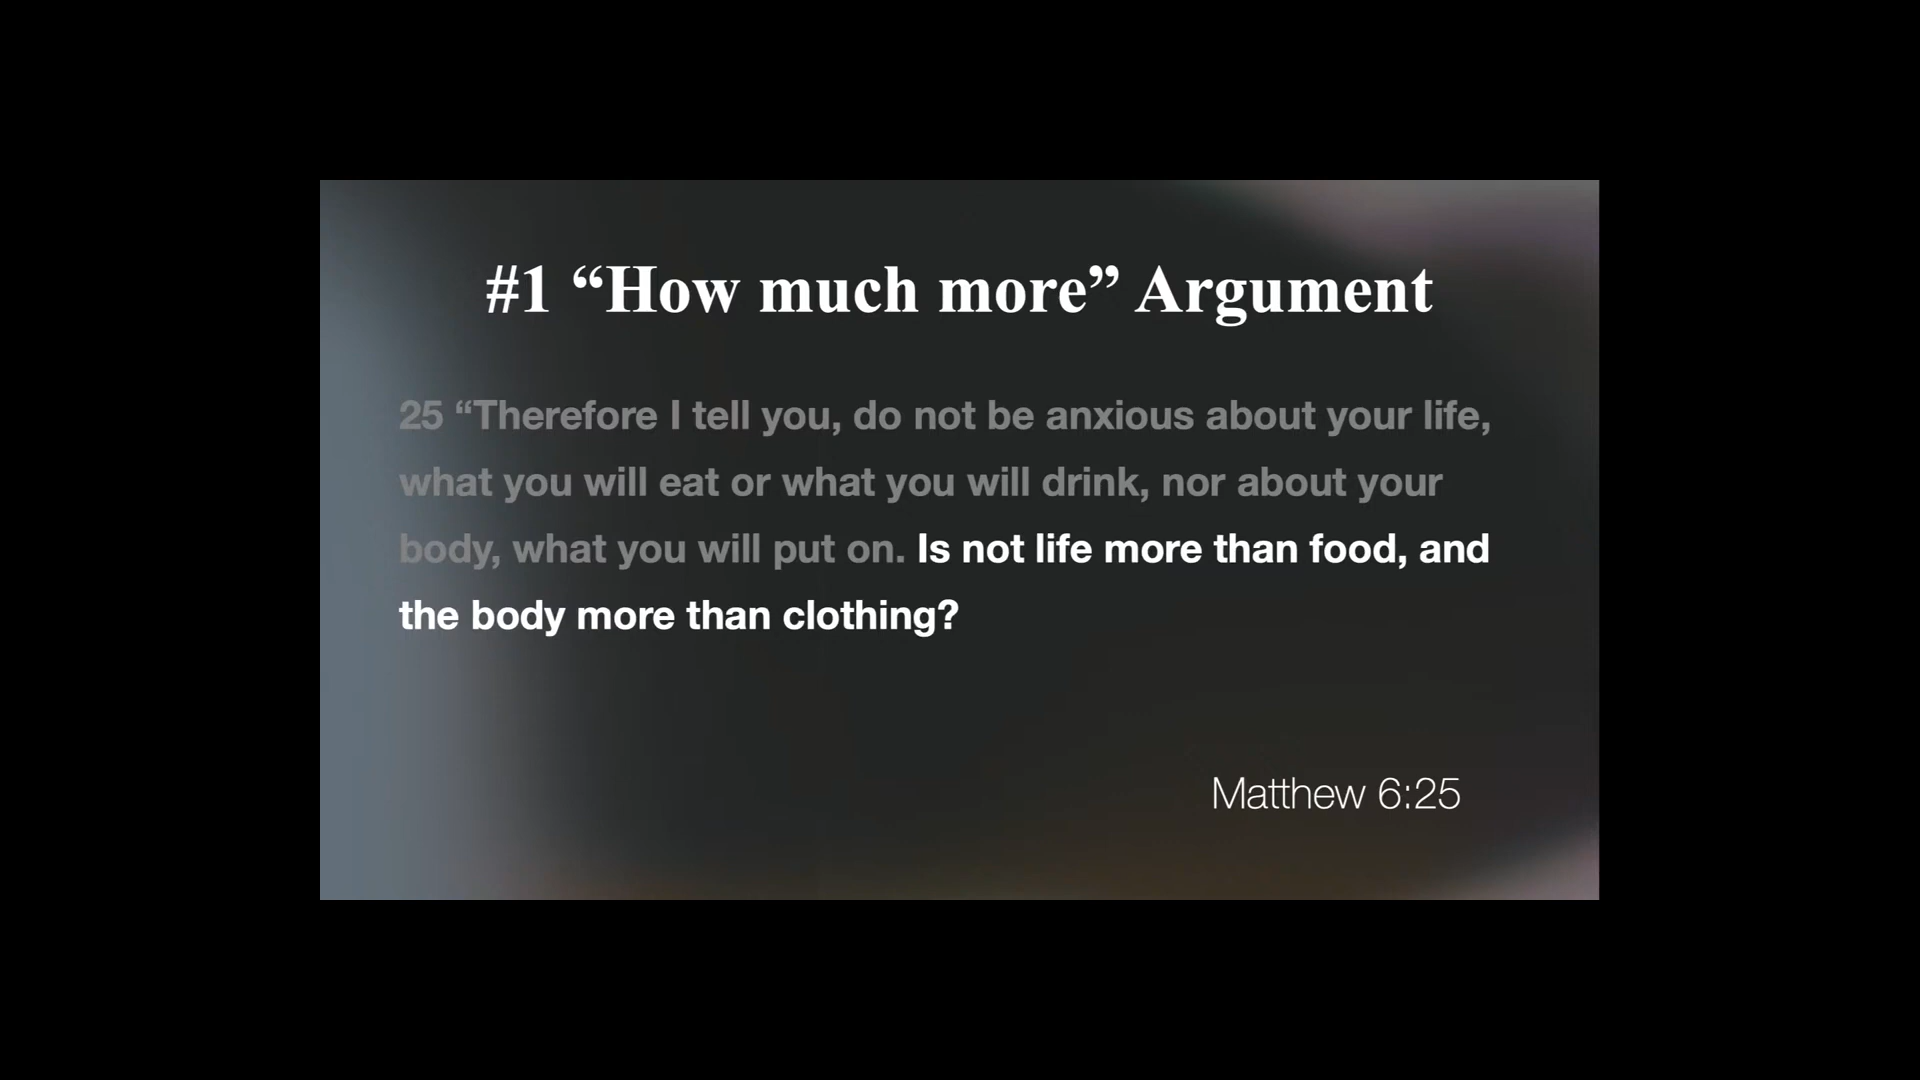 #1 “How much more” Argument
25 “Therefore I tell you, do not be anxious about your life,
what you will eat or what you will drink, nor about your
body, what you will put on. Is not life more than food, and
the body more than clothing?
Matthew 6:25